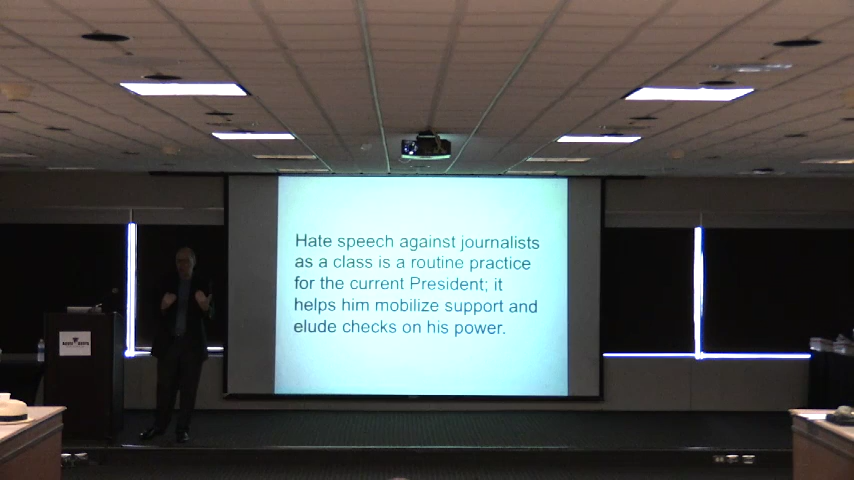 Hate speech against journalists
as a class is a routine practice
for the current President; it
helps him mobilize support and
elude checks on his power.